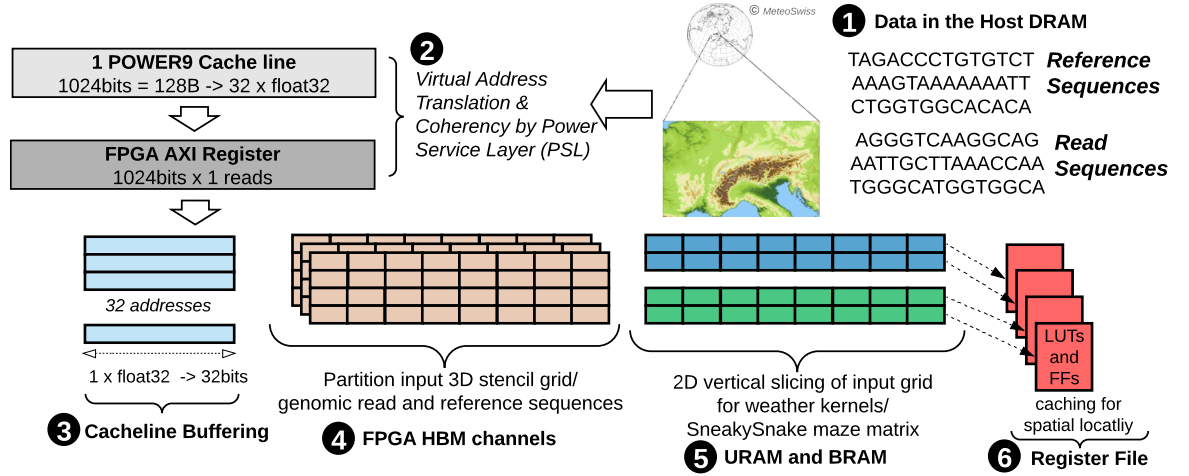 © MeteoSwiss
1 Data in the Host DRAM
TAGACCCTGTGTCT
AAAGTAAAAAAATT
CTGGTGGCACACA
Reference
Sequences
AGGGTCAAGGCAG
AATTGCTTAAACCAA
TGGGCATGGTGGCA
Read
Sequences
1 POWER9 Cache line
1024bits = 128B -> 32 x float32
FPGA AXI Register
1024bits x 1 reads
2
Virtual Address
Translation &
Coherency by Power
Service Layer (PSL)
32 addresses
1 x float32 -> 32bits
3 Cacheline Buffering
Partition input 3D stencil grid/
genomic read and reference sequences
4 FPGA HBM channels
2D vertical slicing of input grid
for weather kernels/
SneakySnake maze matrix
5 URAM and BRAM
LUTs
and
FFs
caching for
spatial locatliy
6 Register File